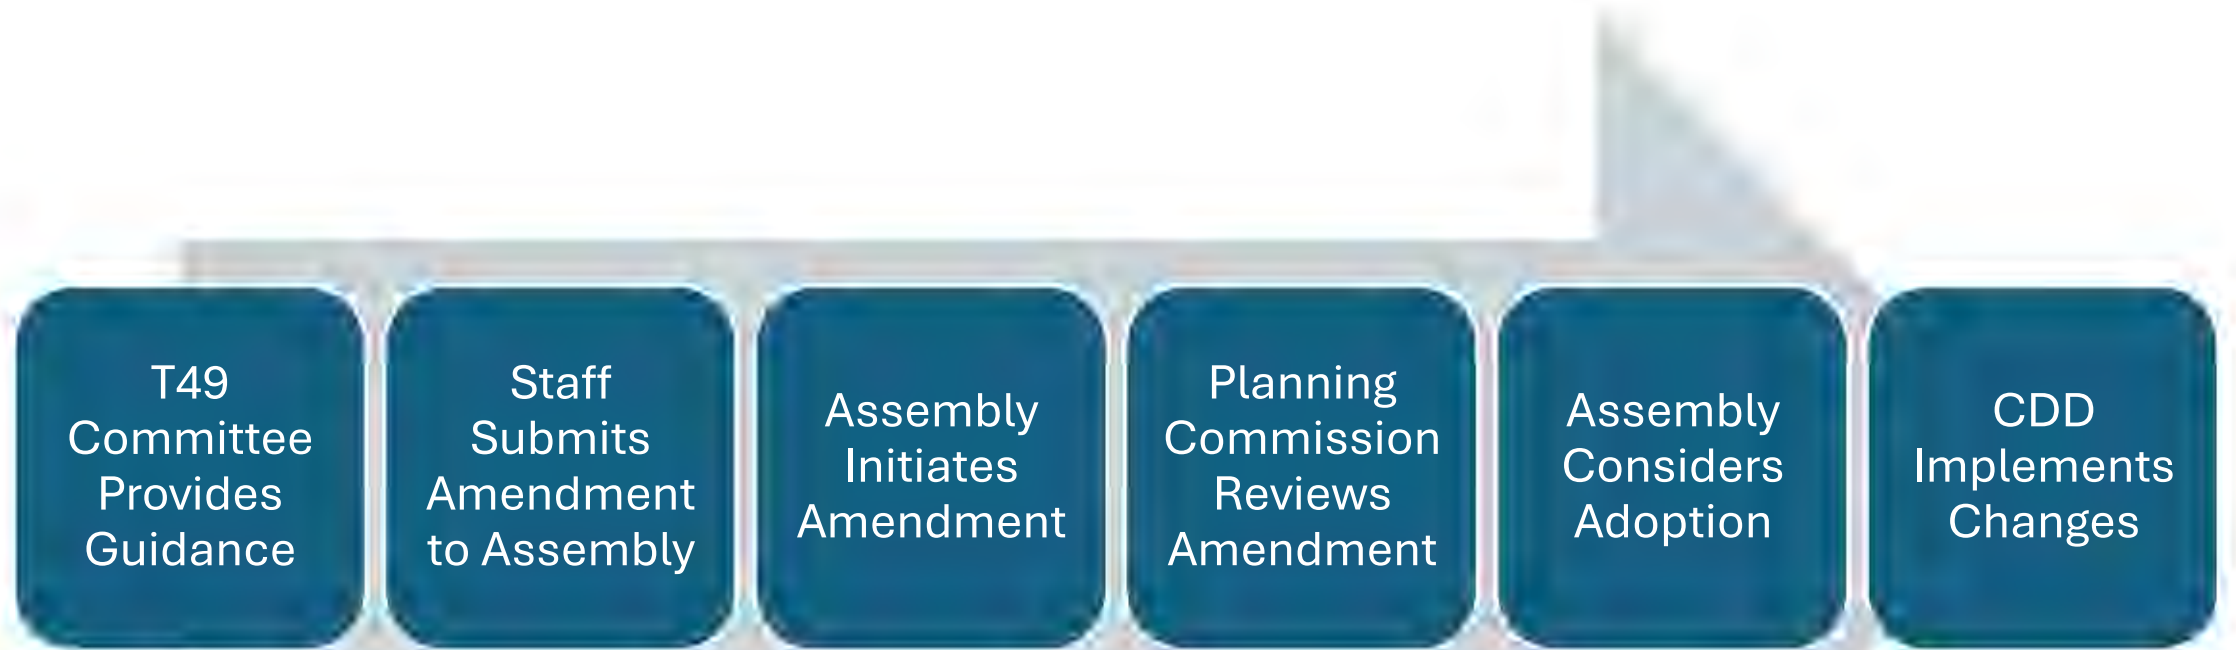 T49
Committee
Provides
Guidance
Staff
Submits
Amendment
to Assembly
Assembly
Initiates
Amendment
Planning
Commission
Reviews
Amendment
Assembly
Considers
Adoption
CDD
Implements
Changes